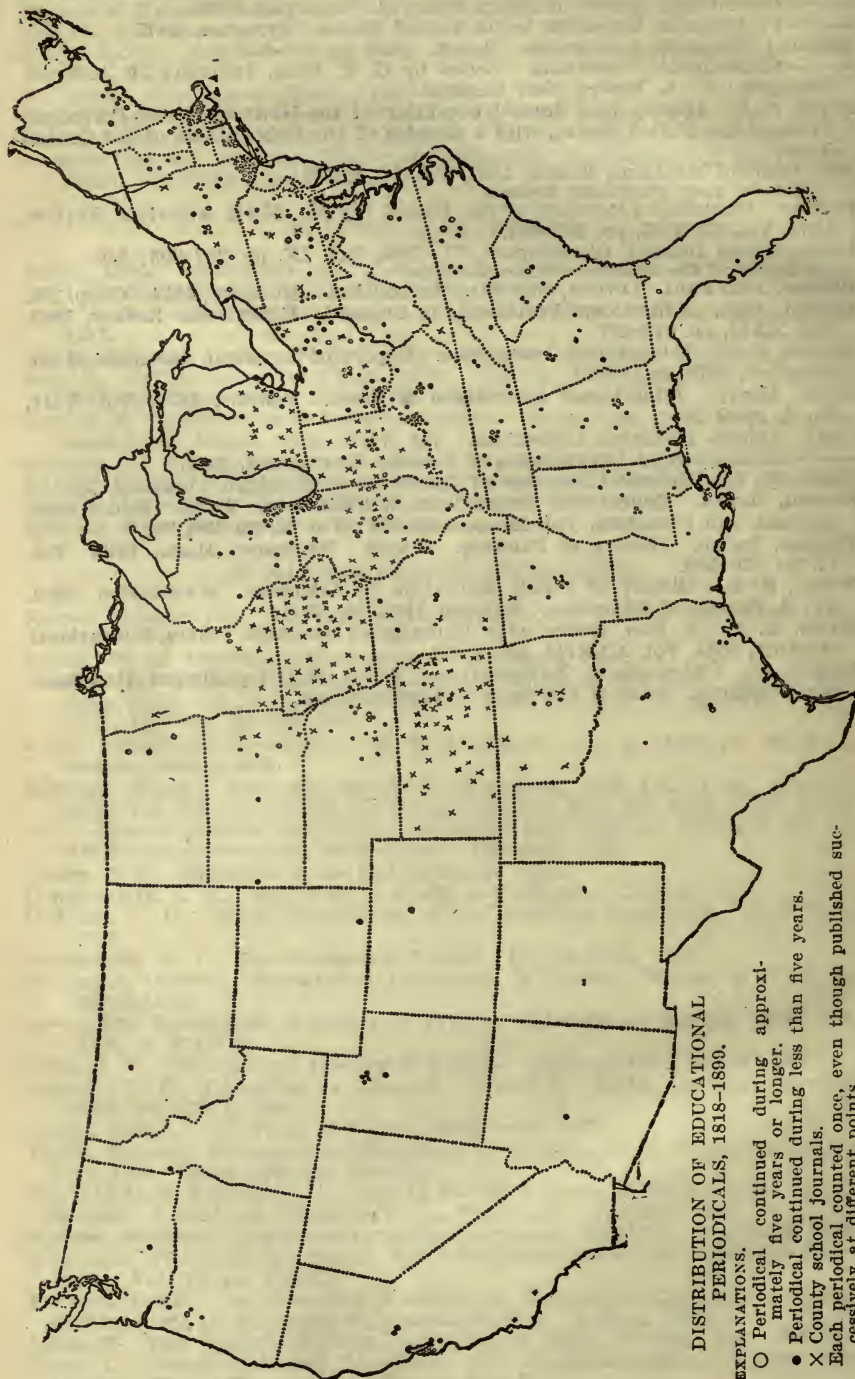 DISTRIBUTION OF EDUCATIONAL
PERIODICALS, 1818–1899.
EXPLANATIONS.
O Periodical continued during approxi-
mately five years or longer.
● Periodical continued during less than five years.
X County school journals.
Each periodical counted once, even though published suc-
cessively at different points.